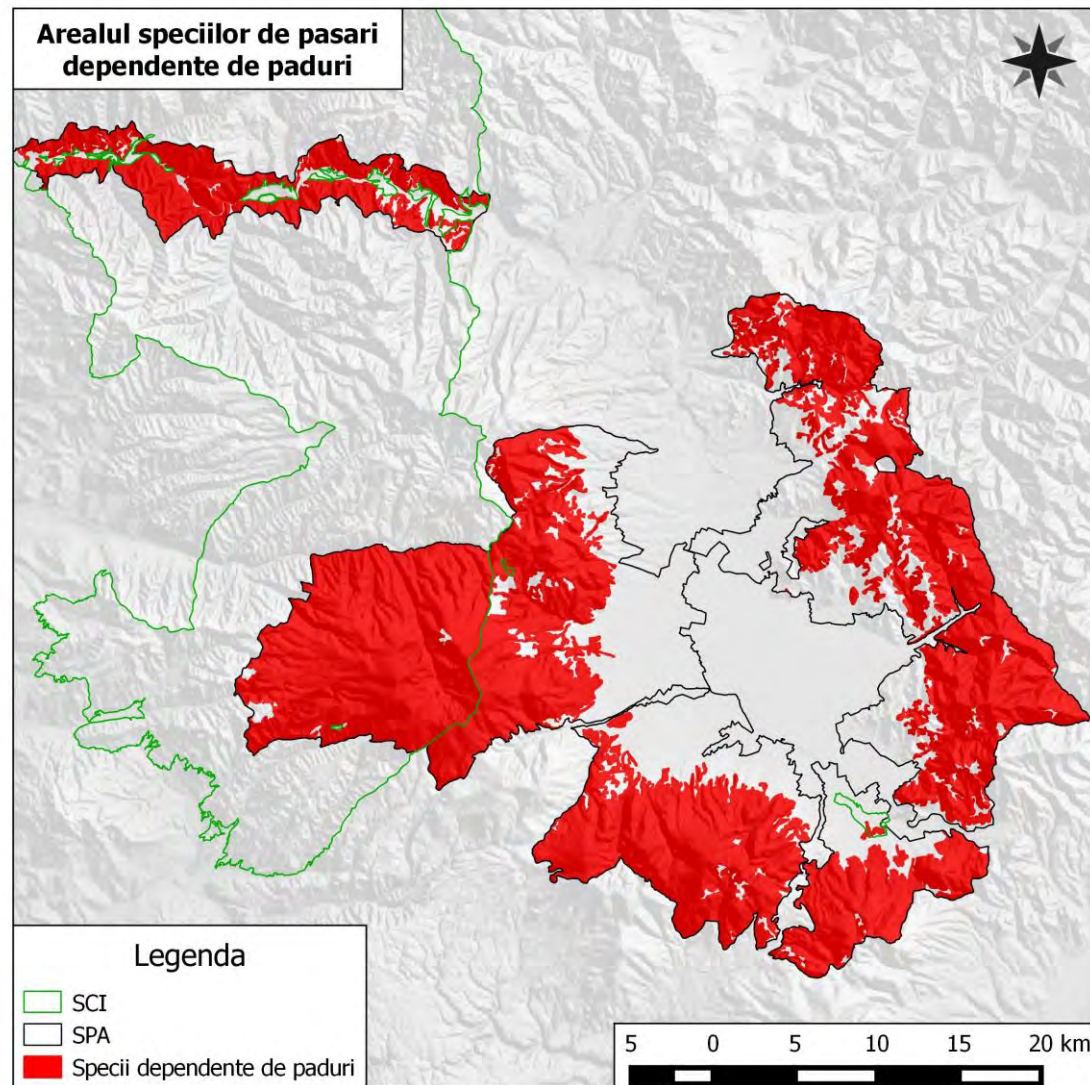 Arealul speciilor de pasari
dependente de paduri
Legenda
SCI
SPA
Specii dependente de paduri
5 0 5 10 15 20 km